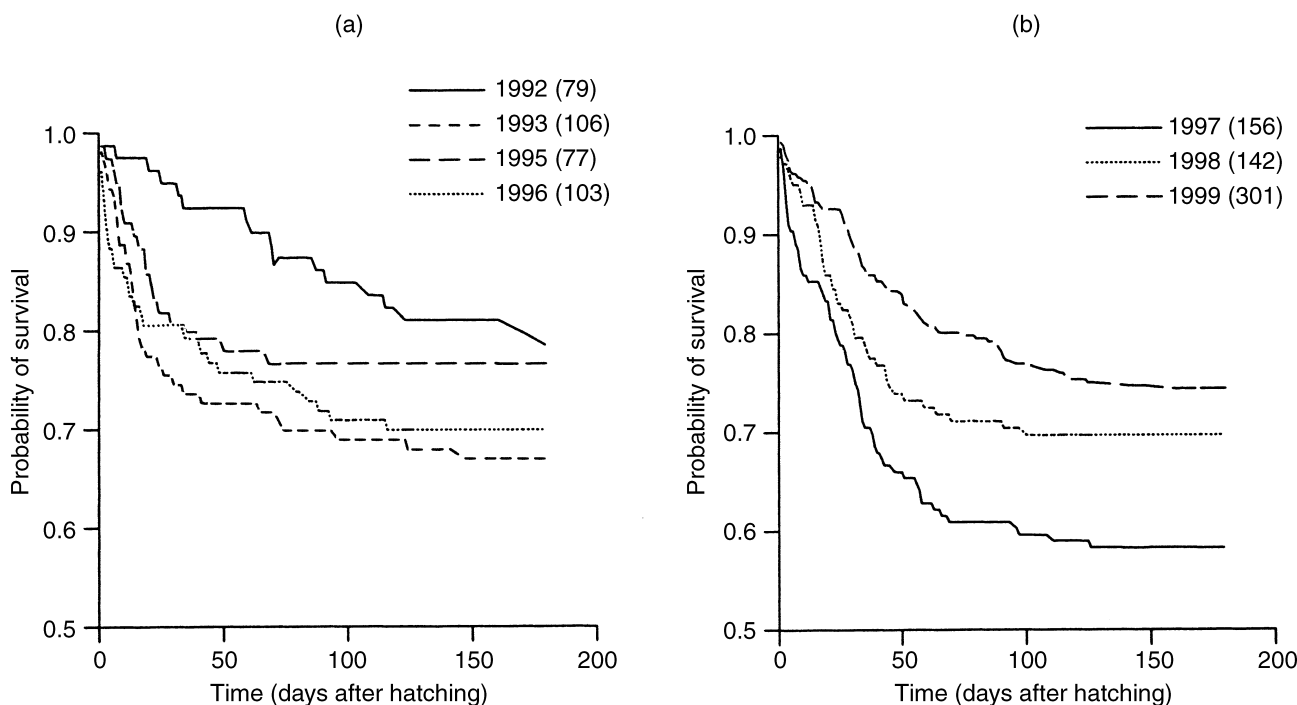 (a)
1992 (79)
1993 (106)
1995 (77)
1996 (103)
1.0
0.9
0.8
0.7
0.6
0.5
Probability of survival
0 50 100 150 200
Time (days after hatching)
(b)
1997 (156)
1998 (142)
1999 (301)
1.0
0.9
0.8
0.7
0.6
0.5
Probability of survival
0 50 100 150 200
Time (days after hatching)